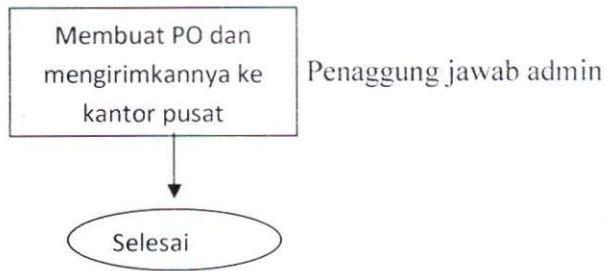 Membuat PO dan
mengirimkannya ke
kantor pusat
Penaggung jawab admin
Selesai